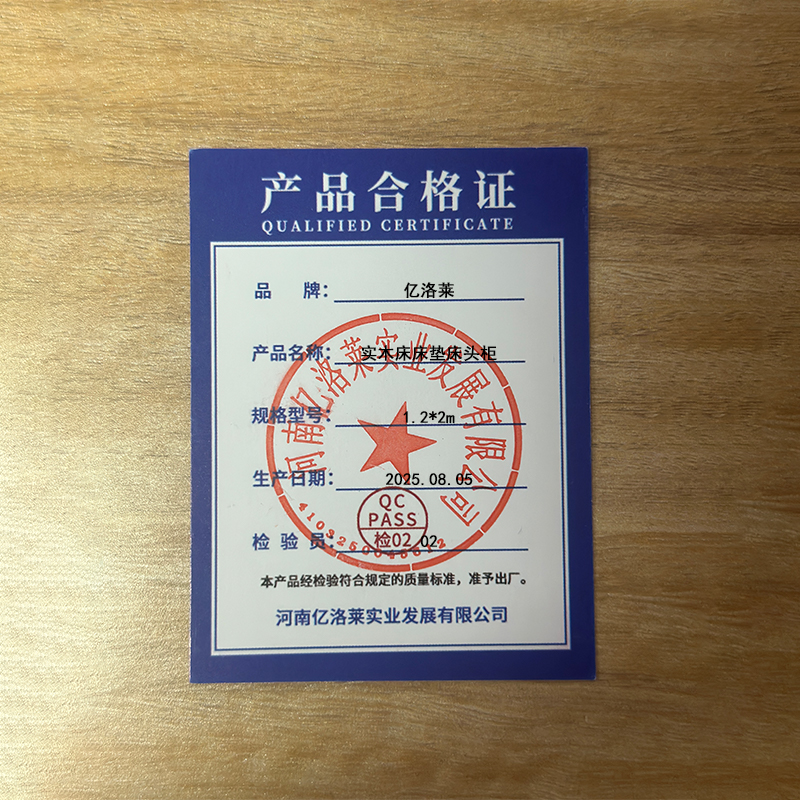 产品合格证
QUALIFIED CERTIFICATE
品 牌： 亿洛莱
产品名称： 实木床床垫床头柜
规格型号： 1.2*2m
生产日期： 2025.08.05
检 验 员： 02
河南亿洛莱实业发展有限公司
QC
PASS
检02
本产品经检验符合规定的质量标准，准予出厂。
河南亿洛莱实业发展有限公司